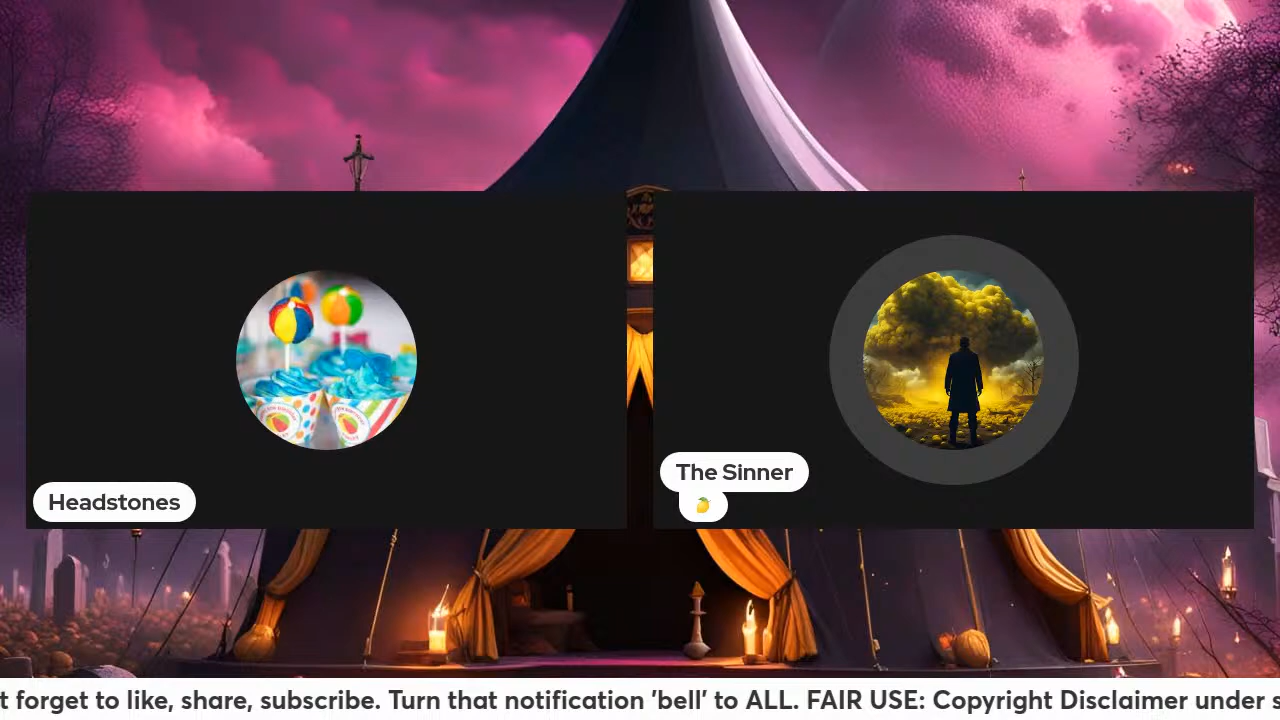 Headstones
The Sinner
🍋
t forget to like, share, subscribe. Turn that notification 'bell' to ALL. FAIR USE: Copyright Disclaimer under s